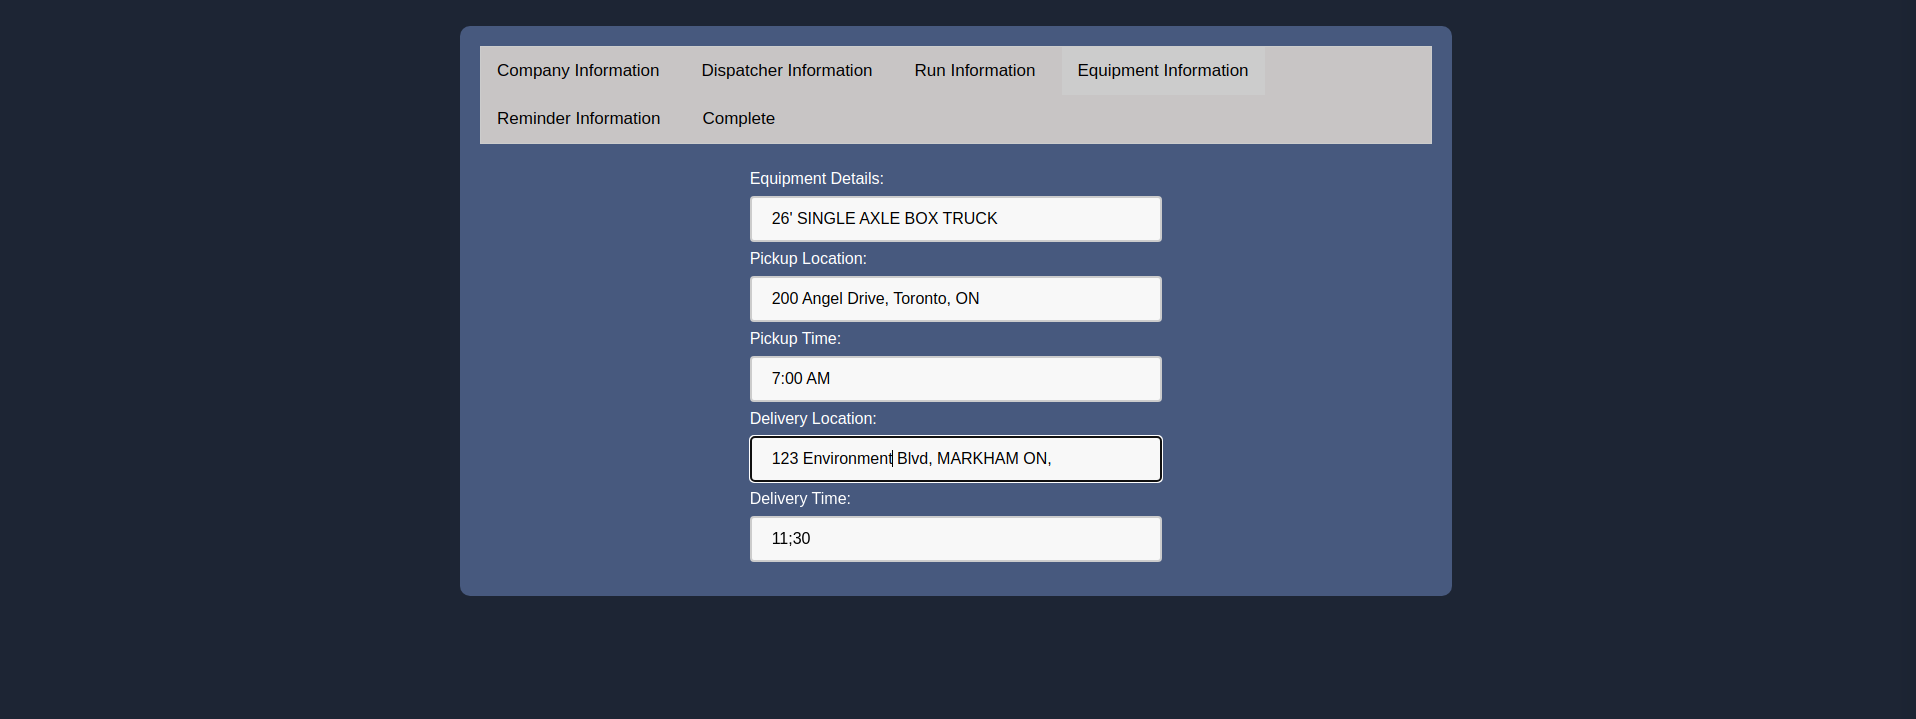 Company Information Dispatcher Information Run Information Equipment Information
Reminder Information Complete
Equipment Details:
26' SINGLE AXLE BOX TRUCK
Pickup Location:
200 Angel Drive, Toronto, ON
Pickup Time:
7:00 AM
Delivery Location:
123 Environment Blvd, MARKHAM ON,
Delivery Time:
11;30